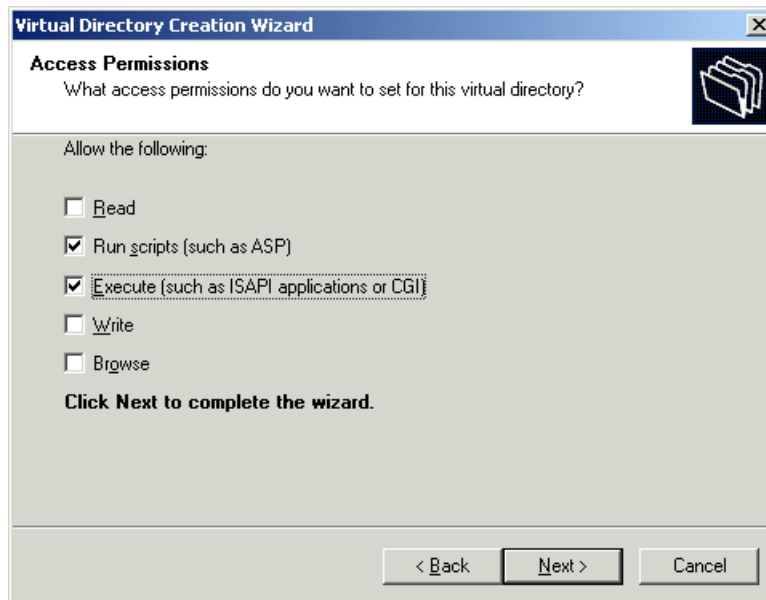 Virtual Directory Creation Wizard
Access Permissions
What access permissions do you want to set for this virtual directory?
Allow the following:
Read
Run scripts (such as ASP)
Execute (such as ISAPI applications or CGI)
Write
Browse
Click Next to complete the wizard.
< Back Next > Cancel